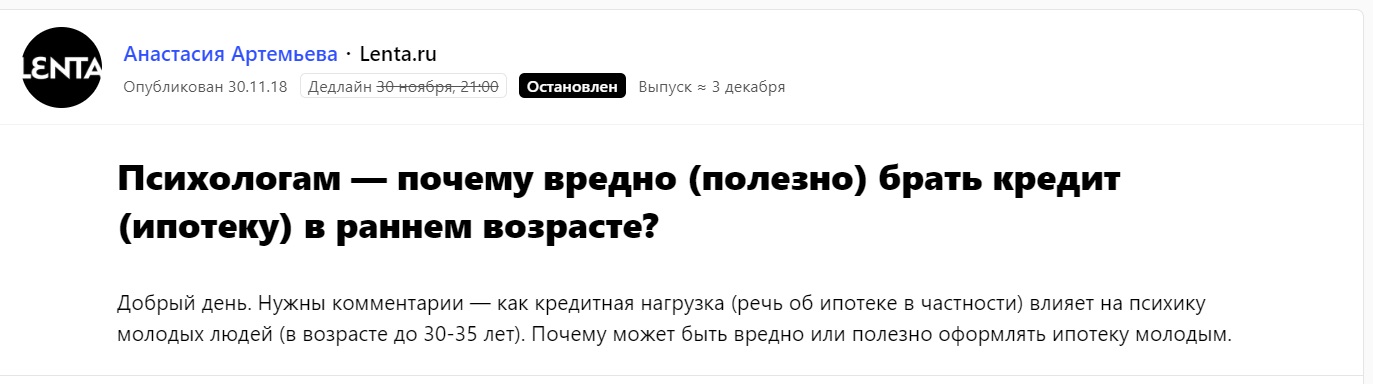 LENTA
Анастасия Артемьева · Lenta.ru
Опубликован 30.11.18 Дедлайн 30 ноября, 21:00 Остановлен Выпуск ≈ 3 декабря
Психологам — почему вредно (полезно) брать кредит
(ипотеку) в раннем возрасте?
Добрый день. Нужны комментарии — как кредитная нагрузка (речь об ипотеке в частности) влияет на психику
молодых людей (в возрасте до 30-35 лет). Почему может быть вредно или полезно оформлять ипотеку молодым.